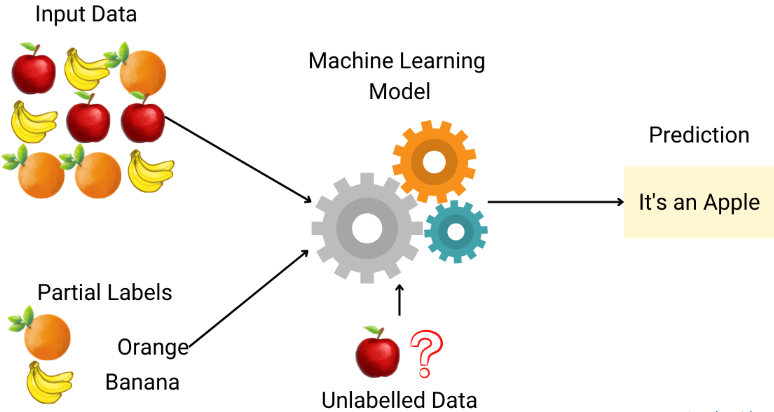 Input Data
Machine Learning
Model
Prediction
It's an Apple
Partial Labels
Orange
Banana
Unlabelled Data